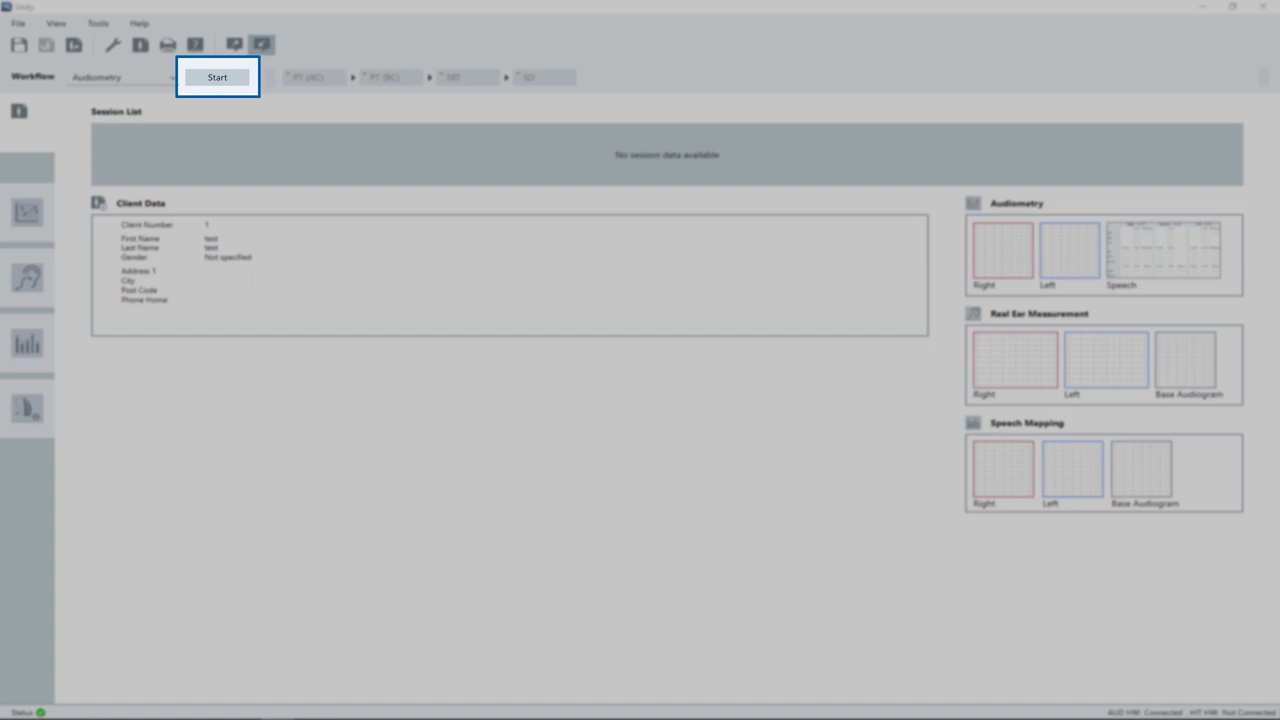 Unity
File View Tools Help
Workflow Audiometry Start PT (AC) PT (BC) SRT SD
Session List
No session data available
Client Data
Client Number 1
First Name test
Last Name test
Gender Not specified
Address 1
City
Post Code
Phone Home
Audiometry
Right Left Speech
Real Ear Measurement
Right Left Base Audiogram
Speech Mapping
Right Left Base Audiogram
Status AUD HW: Connected HIT HW: Not Connected